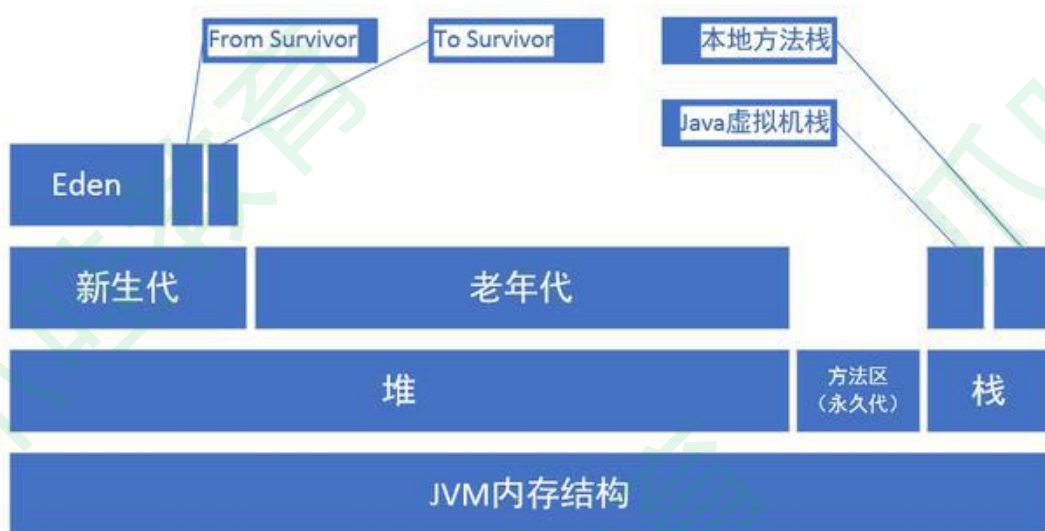 From Survivor
To Survivor
本地方法栈
Java虚拟机栈
Eden
新生代
老年代
堆
方法区
（永久代）
栈
JVM内存结构